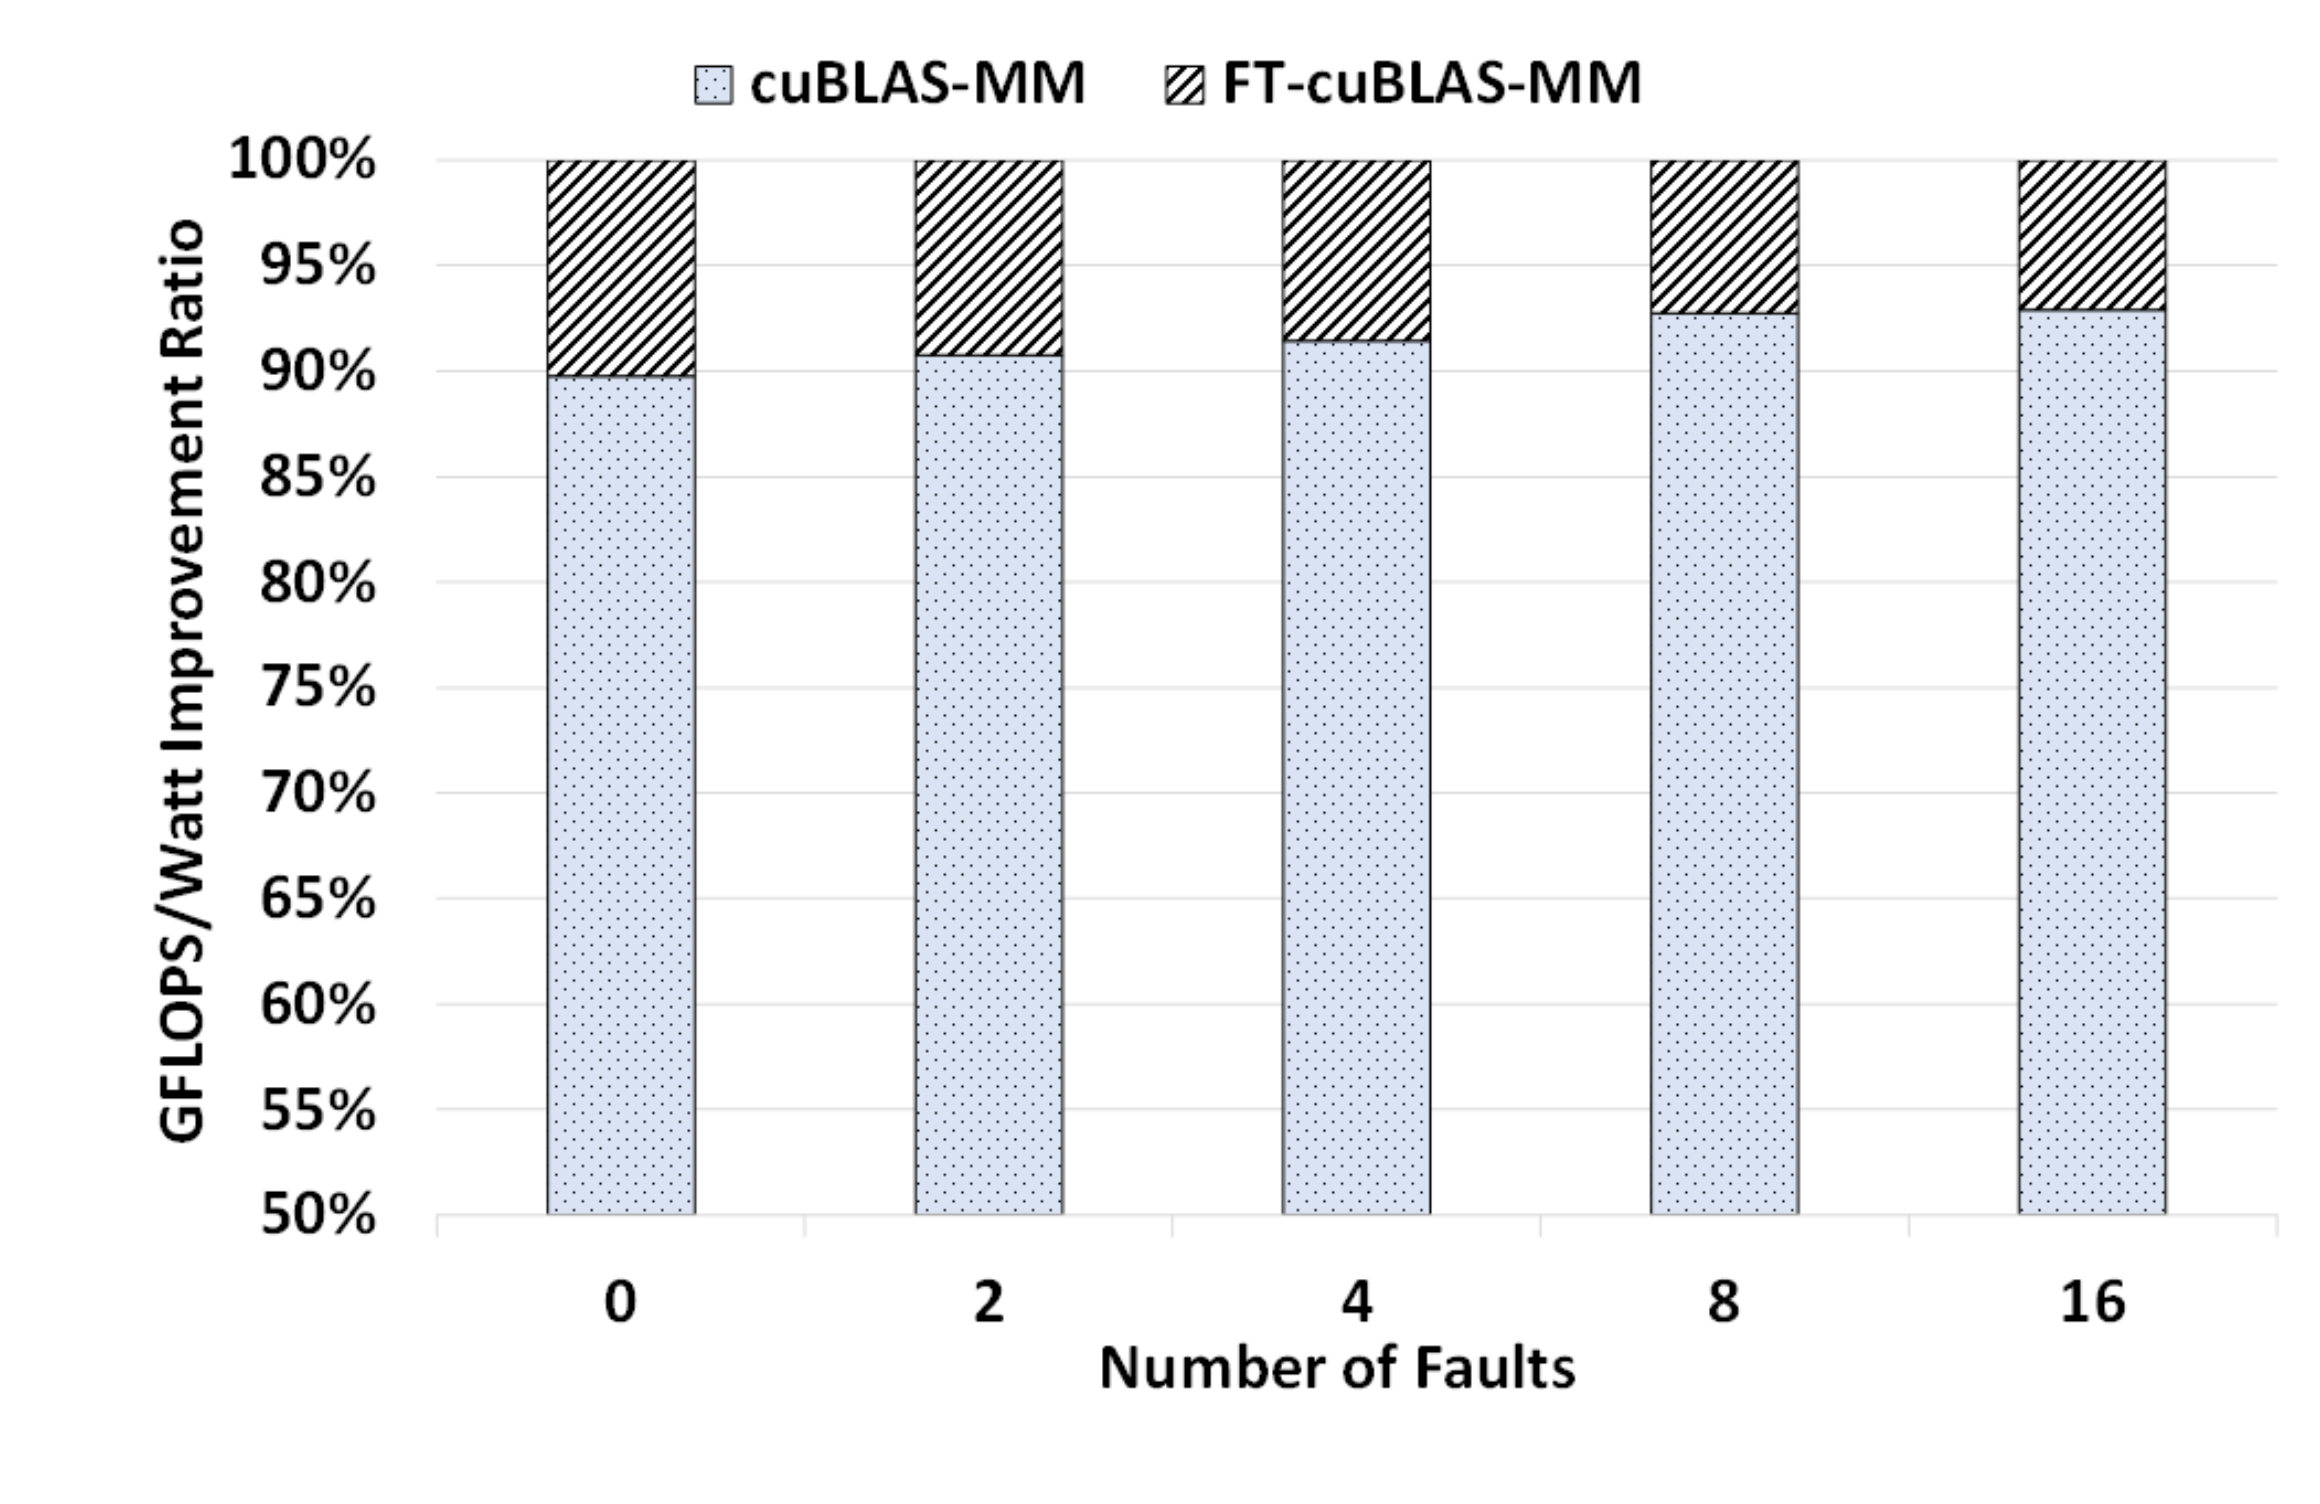 cuBLAS-MM FT-cuBLAS-MM
GFLOPS/Watt Improvement Ratio
100%
95%
90%
85%
80%
75%
70%
65%
60%
55%
50%
0 2 4 8 16
Number of Faults